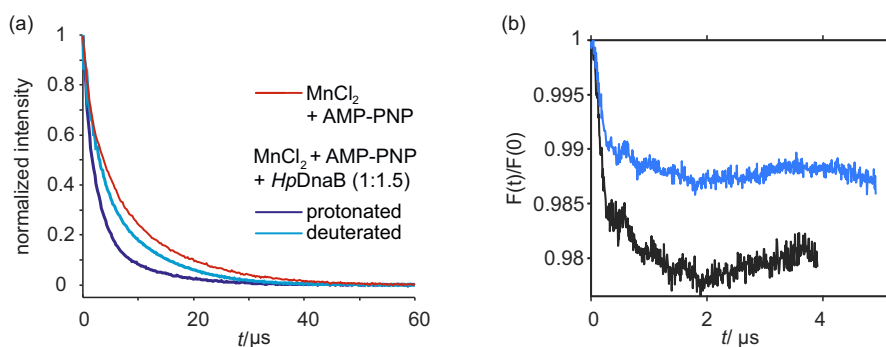 (a)
1
0.8
0.6
0.4
0.2
0
normalized intensity
MnCl₂
+ AMP-PNP
MnCl₂ + AMP-PNP
+ HpDnaB (1:1.5)
protonated
deuterated
0 20 40 60
t/µs
(b)
1
0.995
0.99
0.985
0.98
F(t)/F(0)
0 2 4
t/ µs